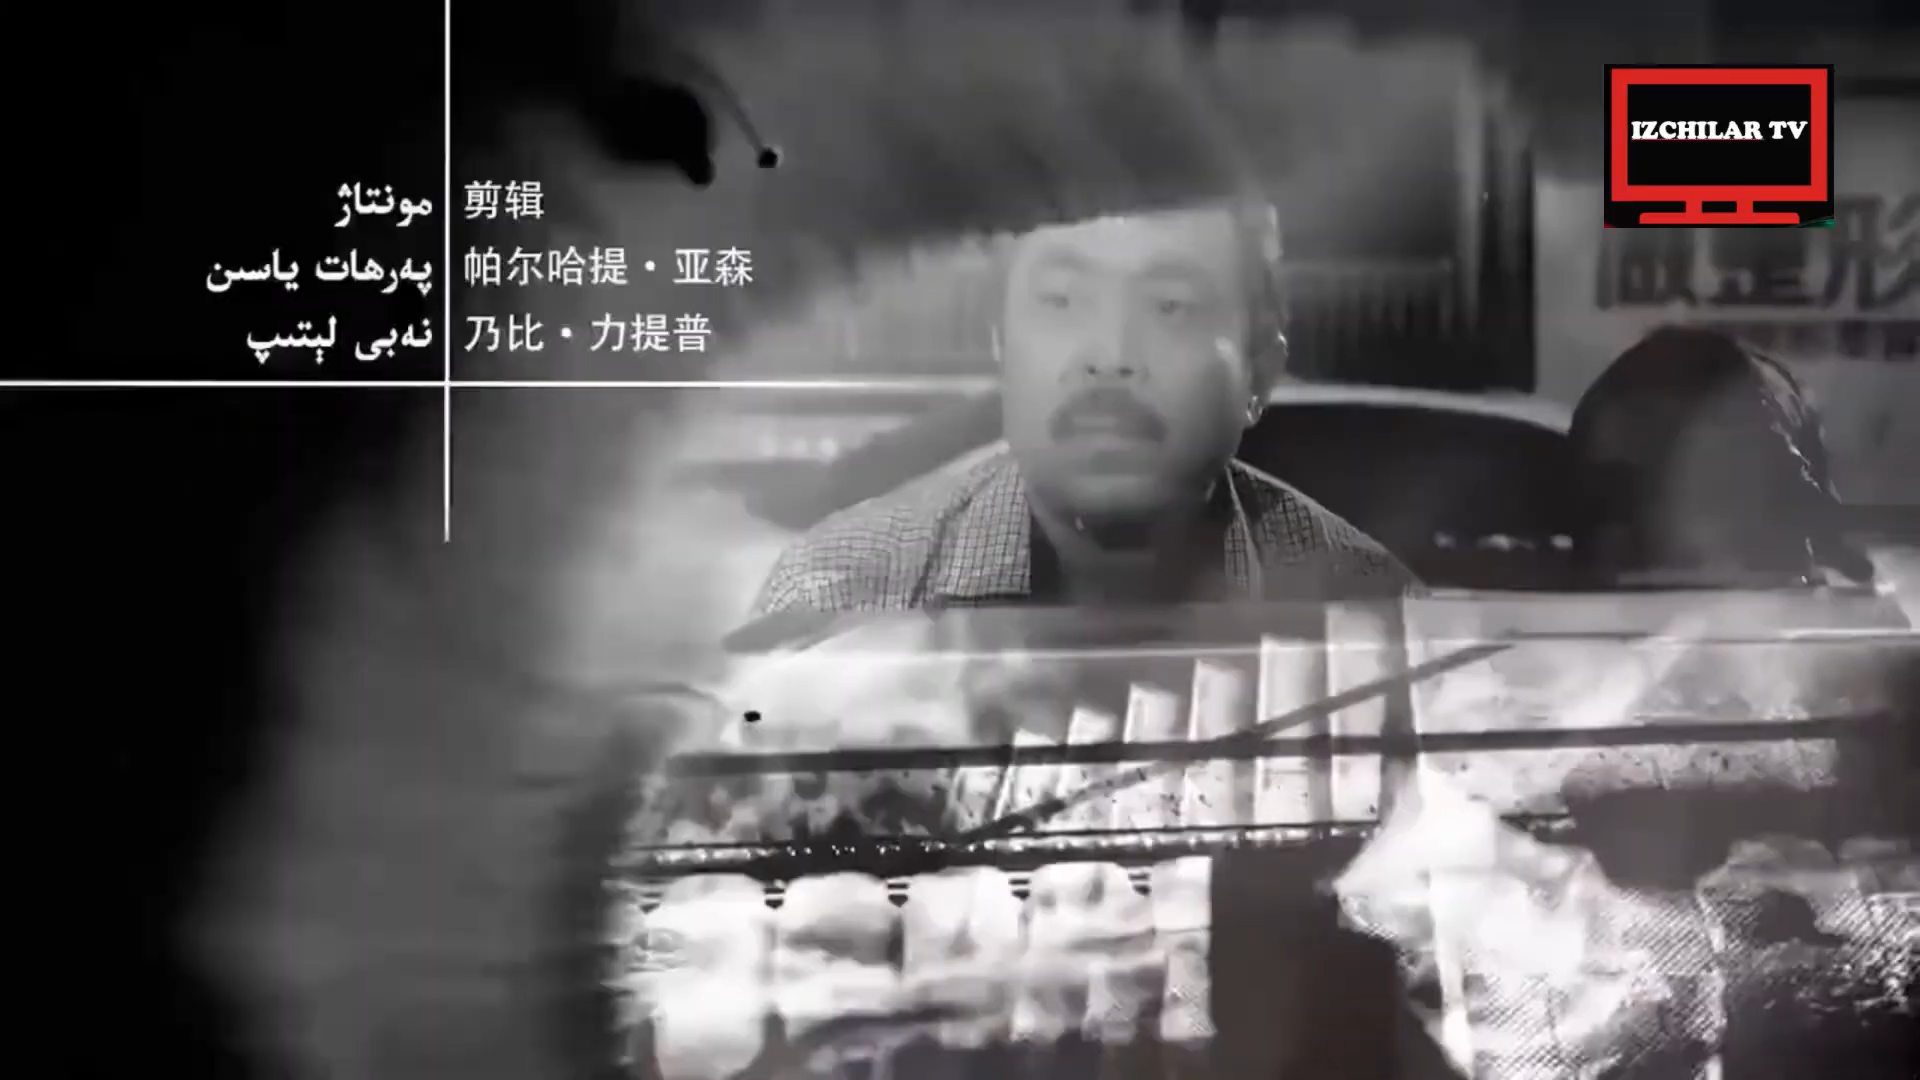 مونتاژ
剪辑
پەرھات ياسىن
帕尔哈提·亚森
نەبى لېتىپ
乃比·力提普
IZCHILAR TV